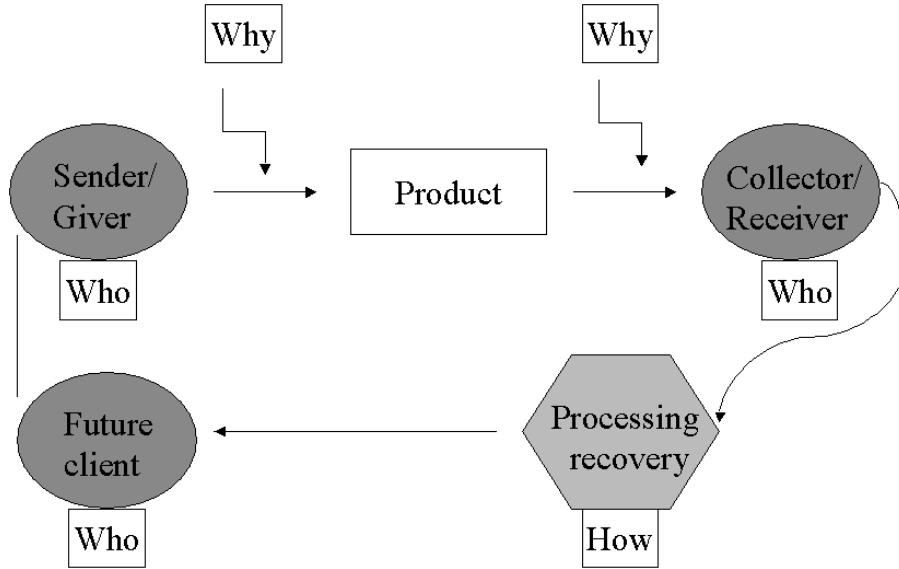 Why
Why
Sender/
Giver
Product
Collector/
Receiver
Who
Who
Future
client
Processing
recovery
Who
How